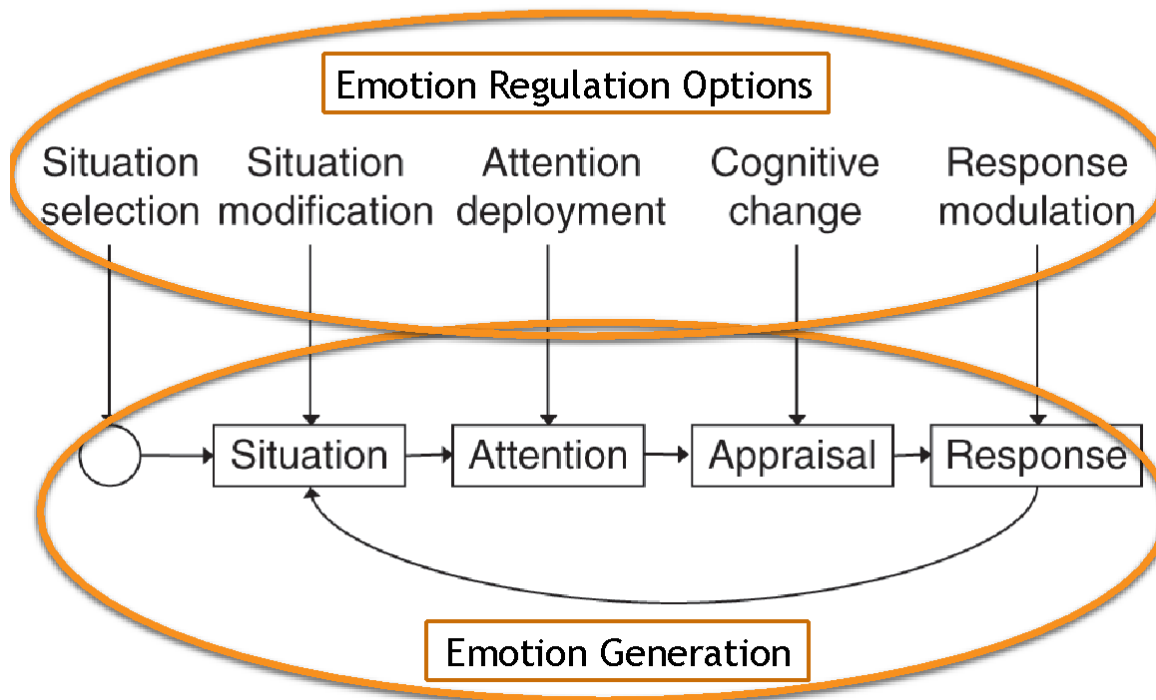 Emotion Regulation Options
Situation selection
Situation modification
Attention deployment
Cognitive change
Response modulation
Situation
Attention
Appraisal
Response
Emotion Generation